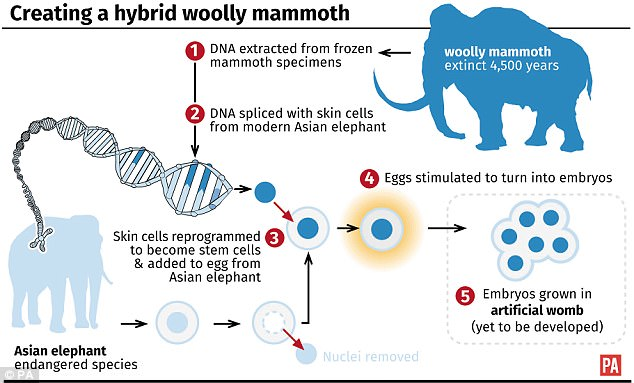 Creating a hybrid woolly mammoth
1 DNA extracted from frozen
mammoth specimens
woolly mammoth
extinct 4,500 years
2 DNA spliced with skin cells
from modern Asian elephant
4 Eggs stimulated to turn into embryos
Skin cells reprogrammed 3
to become stem cells
& added to egg from
Asian elephant
5 Embryos grown in
artificial womb
(yet to be developed)
Asian elephant
endangered species
Nuclei removed
© PA
PA